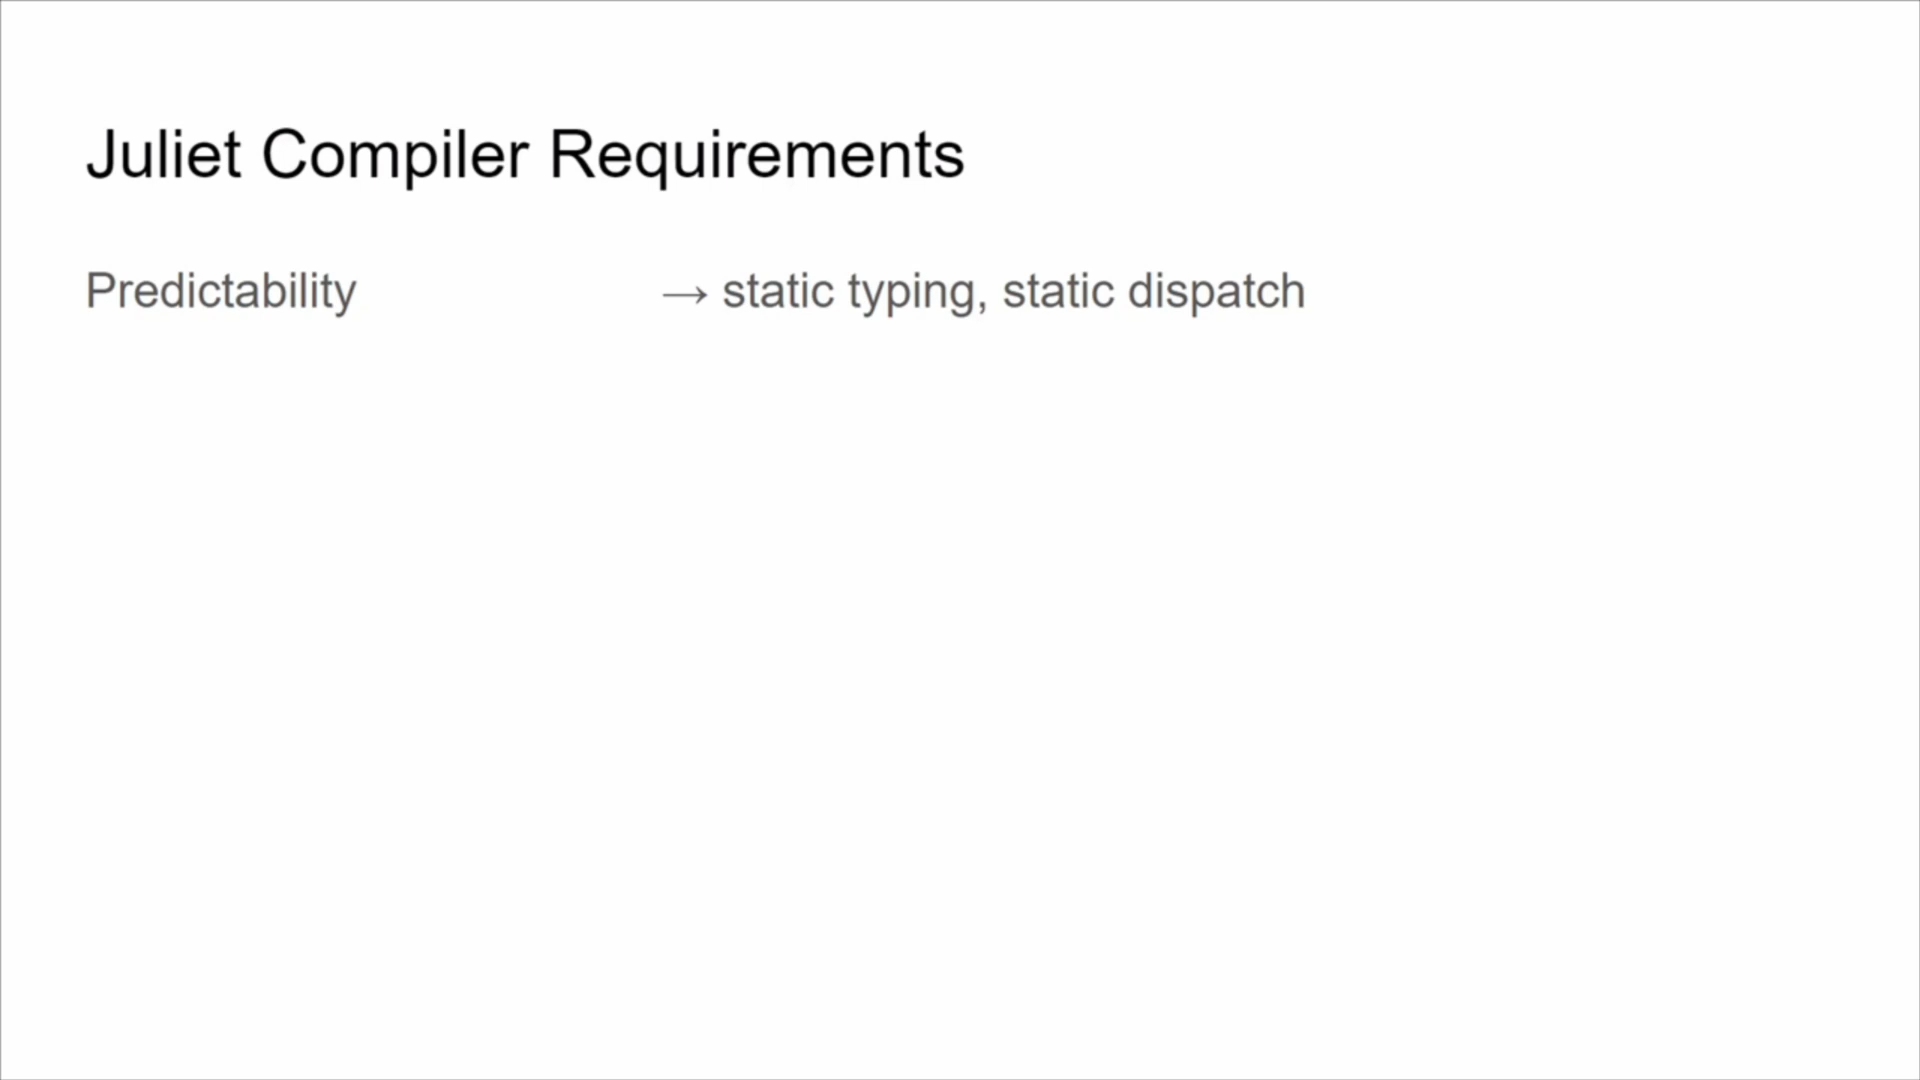 Juliet Compiler Requirements
Predictability → static typing, static dispatch